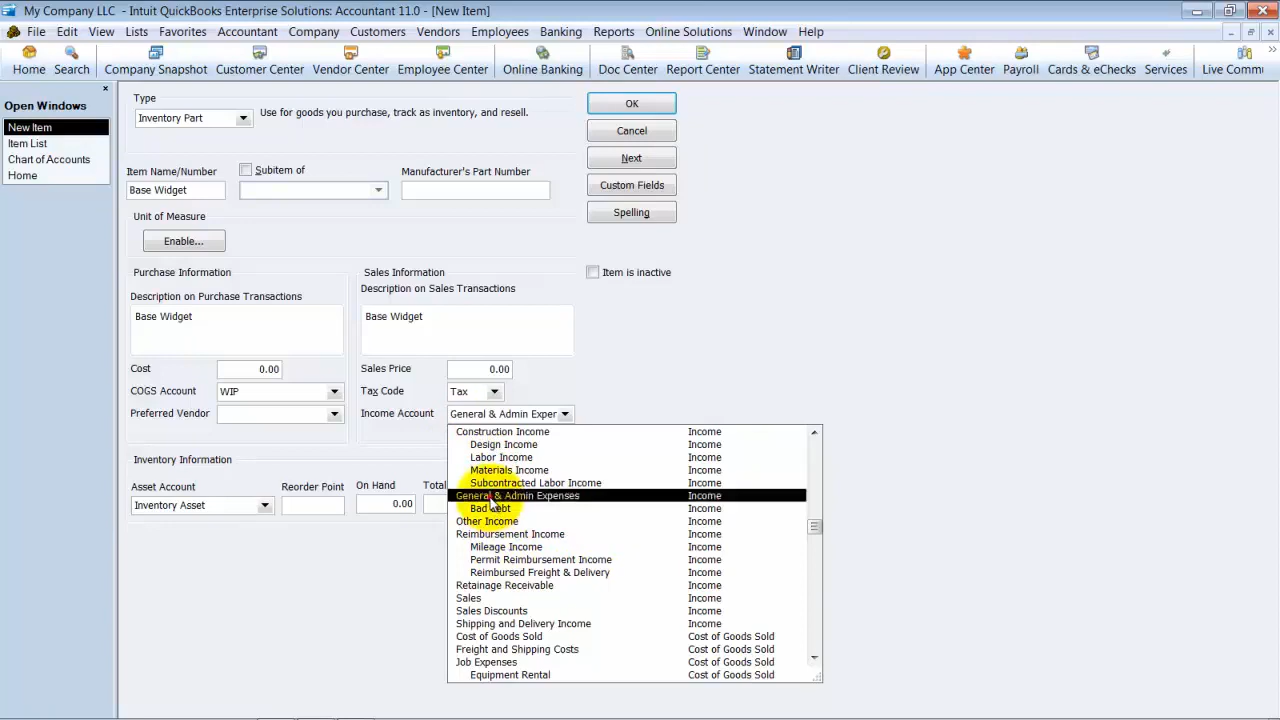 My Company LLC - Intuit QuickBooks Enterprise Solutions: Accountant 11.0 - [New Item]
File Edit View Lists Favorites Accountant Company Customers Vendors Employees Banking Reports Online Solutions Window Help
Home Search Company Snapshot Customer Center Vendor Center Employee Center Online Banking Doc Center Report Center Statement Writer Client Review App Center Payroll Cards & eChecks Services Live Commu
Open Windows
New Item
Item List
Chart of Accounts
Home
Type
Inventory Part
Use for goods you purchase, track as inventory, and resell.
OK
Cancel
Next
Custom Fields
Spelling
Item Name/Number
Subitem of
Manufacturer's Part Number
Base Widget
Unit of Measure
Enable...
Purchase Information
Description on Purchase Transactions
Base Widget
Cost 0.00
COGS Account WIP
Preferred Vendor
Sales Information
Description on Sales Transactions
Base Widget
Sales Price 0.00
Tax Code Tax
Income Account General & Admin Exper
Item is inactive
Inventory Information
Asset Account Reorder Point On Hand Total
Inventory Asset 0.00
Construction Income Income
Design Income Income
Labor Income Income
Materials Income Income
Subcontracted Labor Income Income
General & Admin Expenses Income
Bad Debt Income
Other Income Income
Reimbursement Income Income
Mileage Income Income
Permit Reimbursement Income Income
Reimbursed Freight & Delivery Income
Retainage Receivable Income
Sales Income
Sales Discounts Income
Shipping and Delivery Income Income
Cost of Goods Sold Cost of Goods Sold
Freight and Shipping Costs Cost of Goods Sold
Job Expenses Cost of Goods Sold
Equipment Rental Cost of Goods Sold